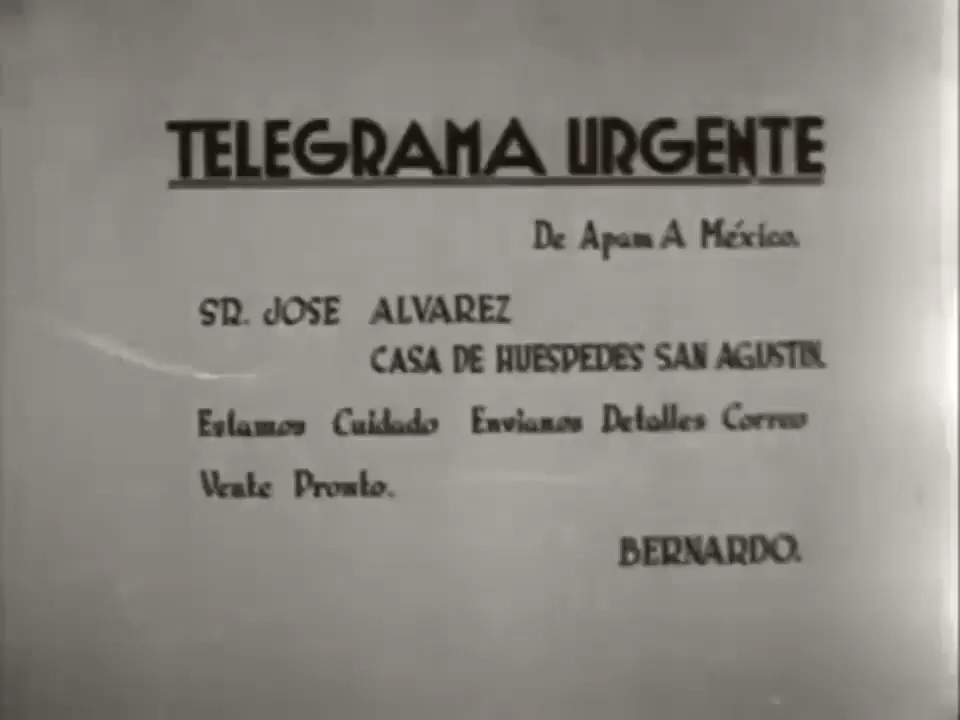 TELEGRAMA URGENTE
De Apam A México.
SR. JOSE ALVAREZ
CASA DE HUESPEDES SAN AGUSTIN.
Estamos Cuidado Envianos Detalles Correo
Vente Pronto.
BERNARDO.